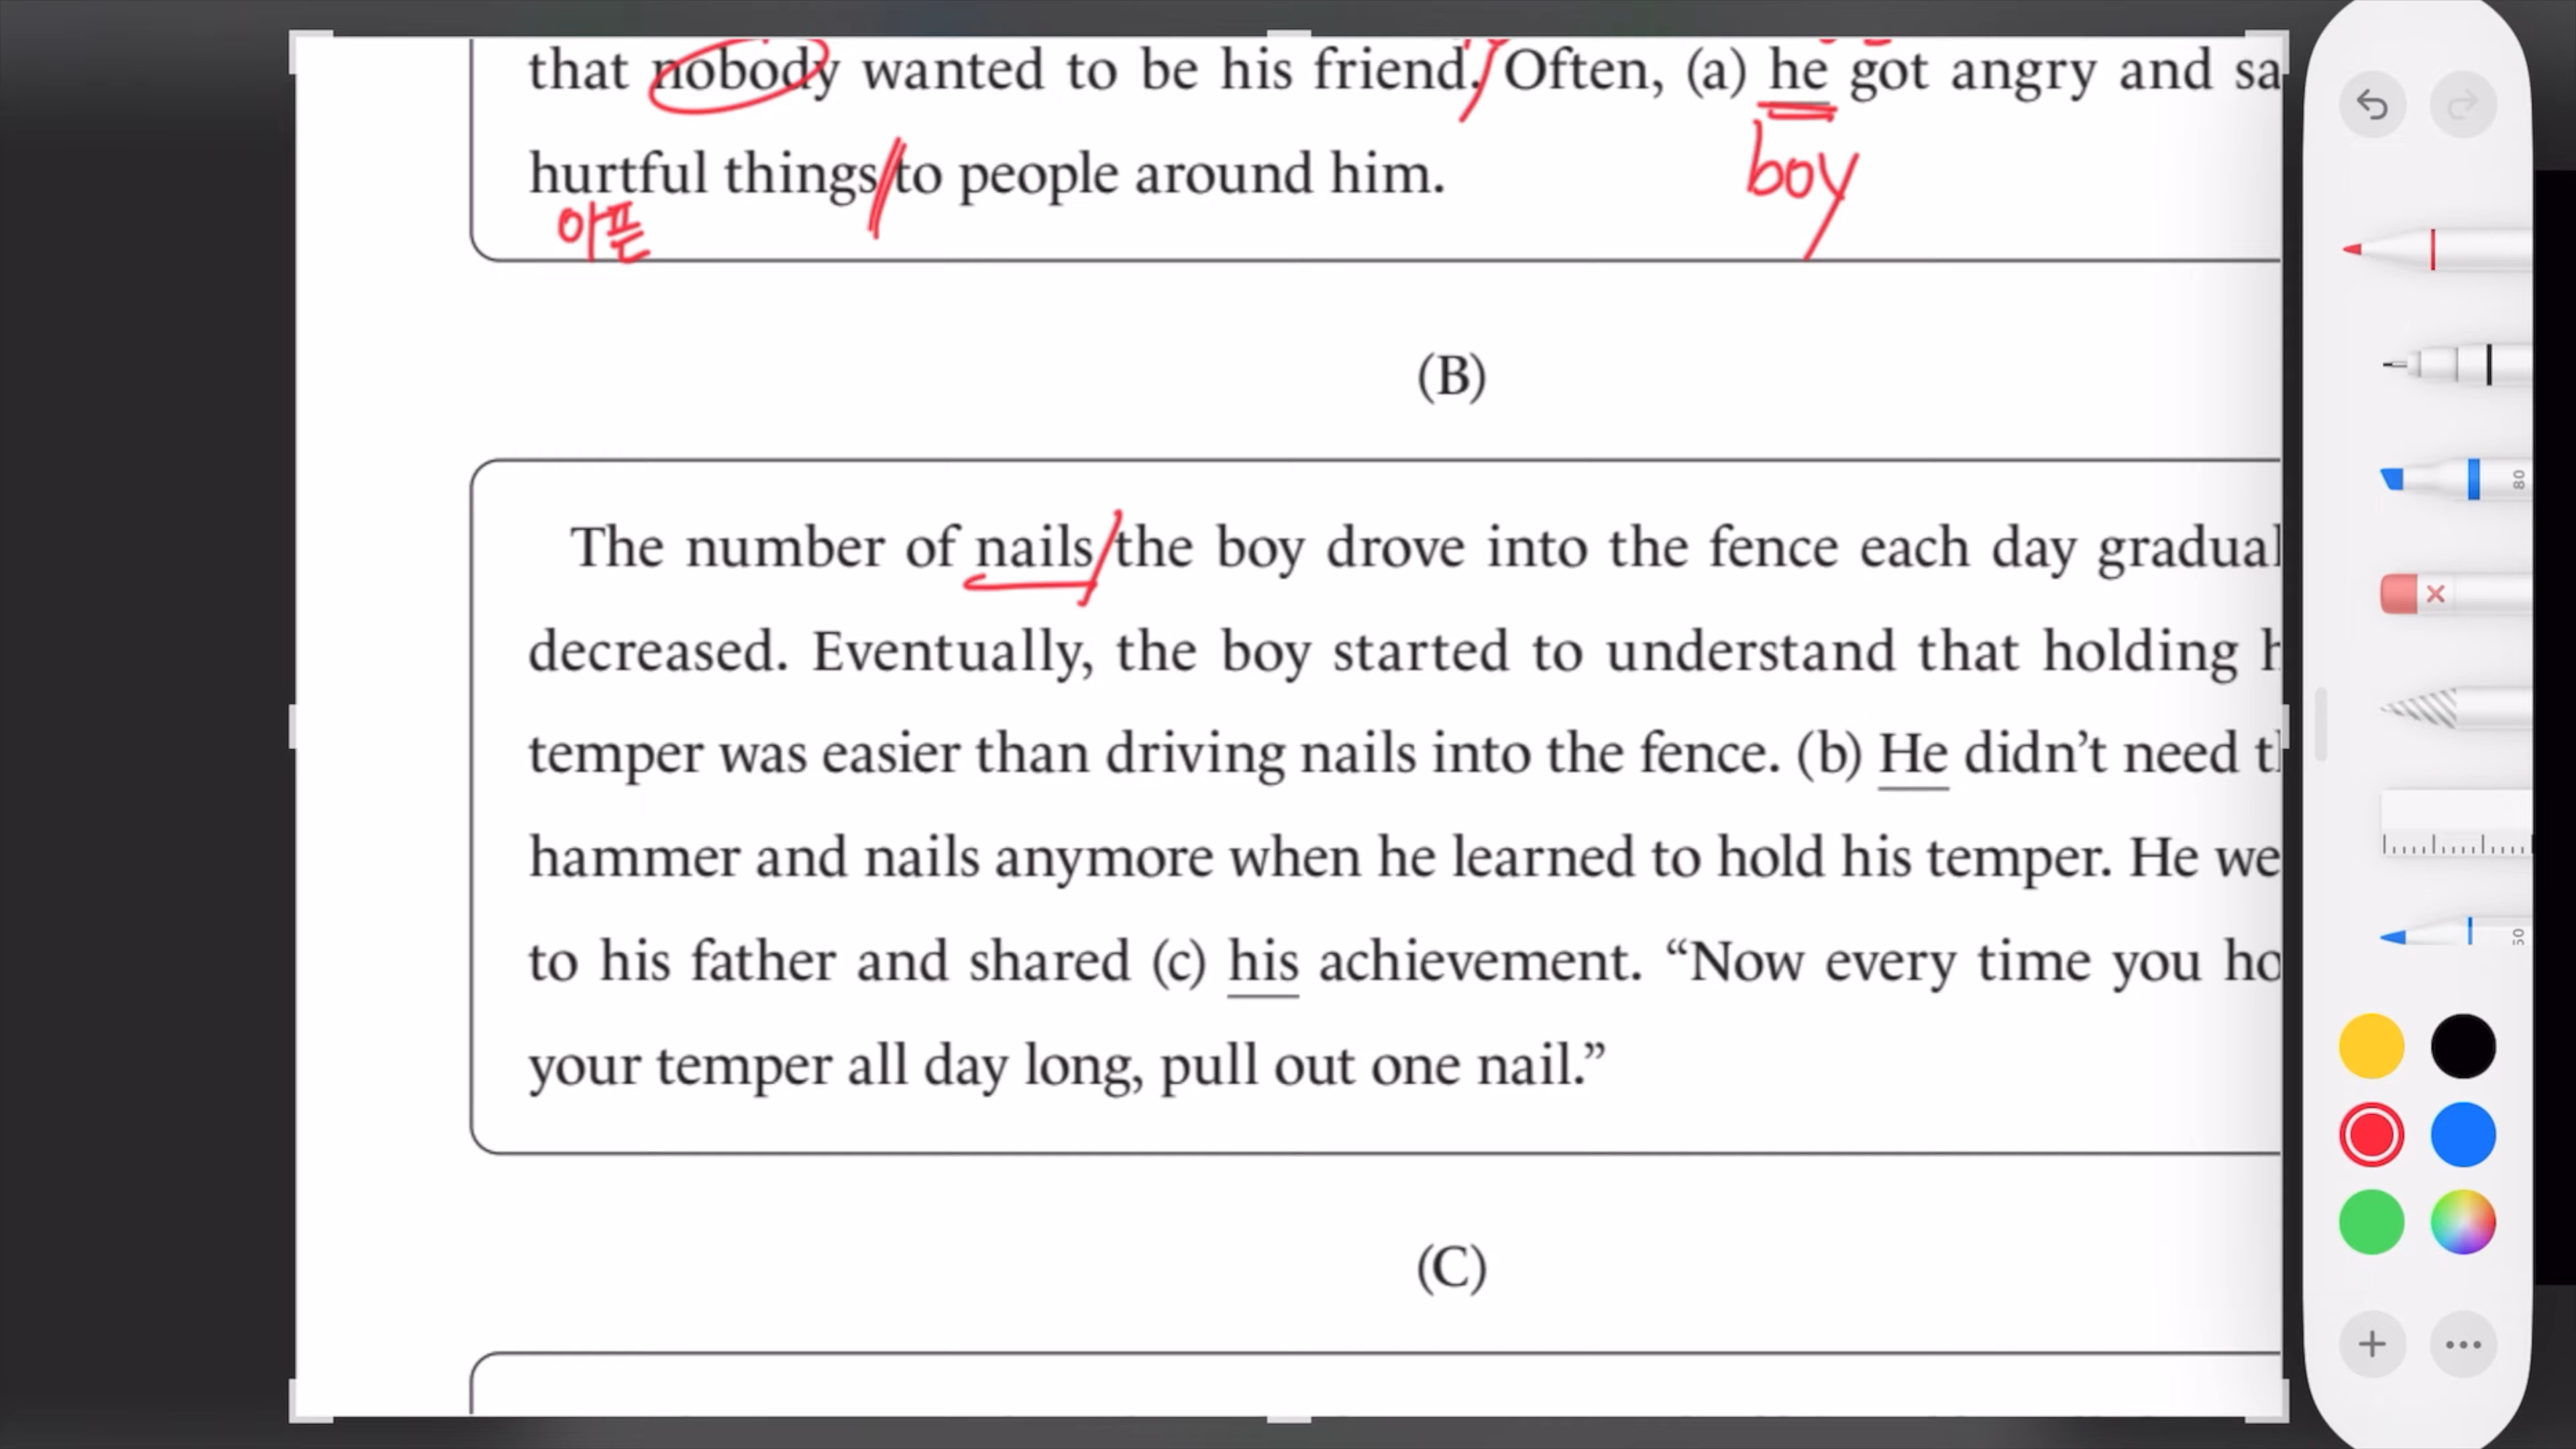 that nobody wanted to be his friend. Often, (a) he got angry and sa
boy
hurtful things to people around him.
아픈
(B)
The number of nails the boy drove into the fence each day gradual
decreased. Eventually, the boy started to understand that holding h
temper was easier than driving nails into the fence. (b) He didn't need th
hammer and nails anymore when he learned to hold his temper. He we
to his father and shared (c) his achievement. “Now every time you ho
your temper all day long, pull out one nail.”
(C)
80
50